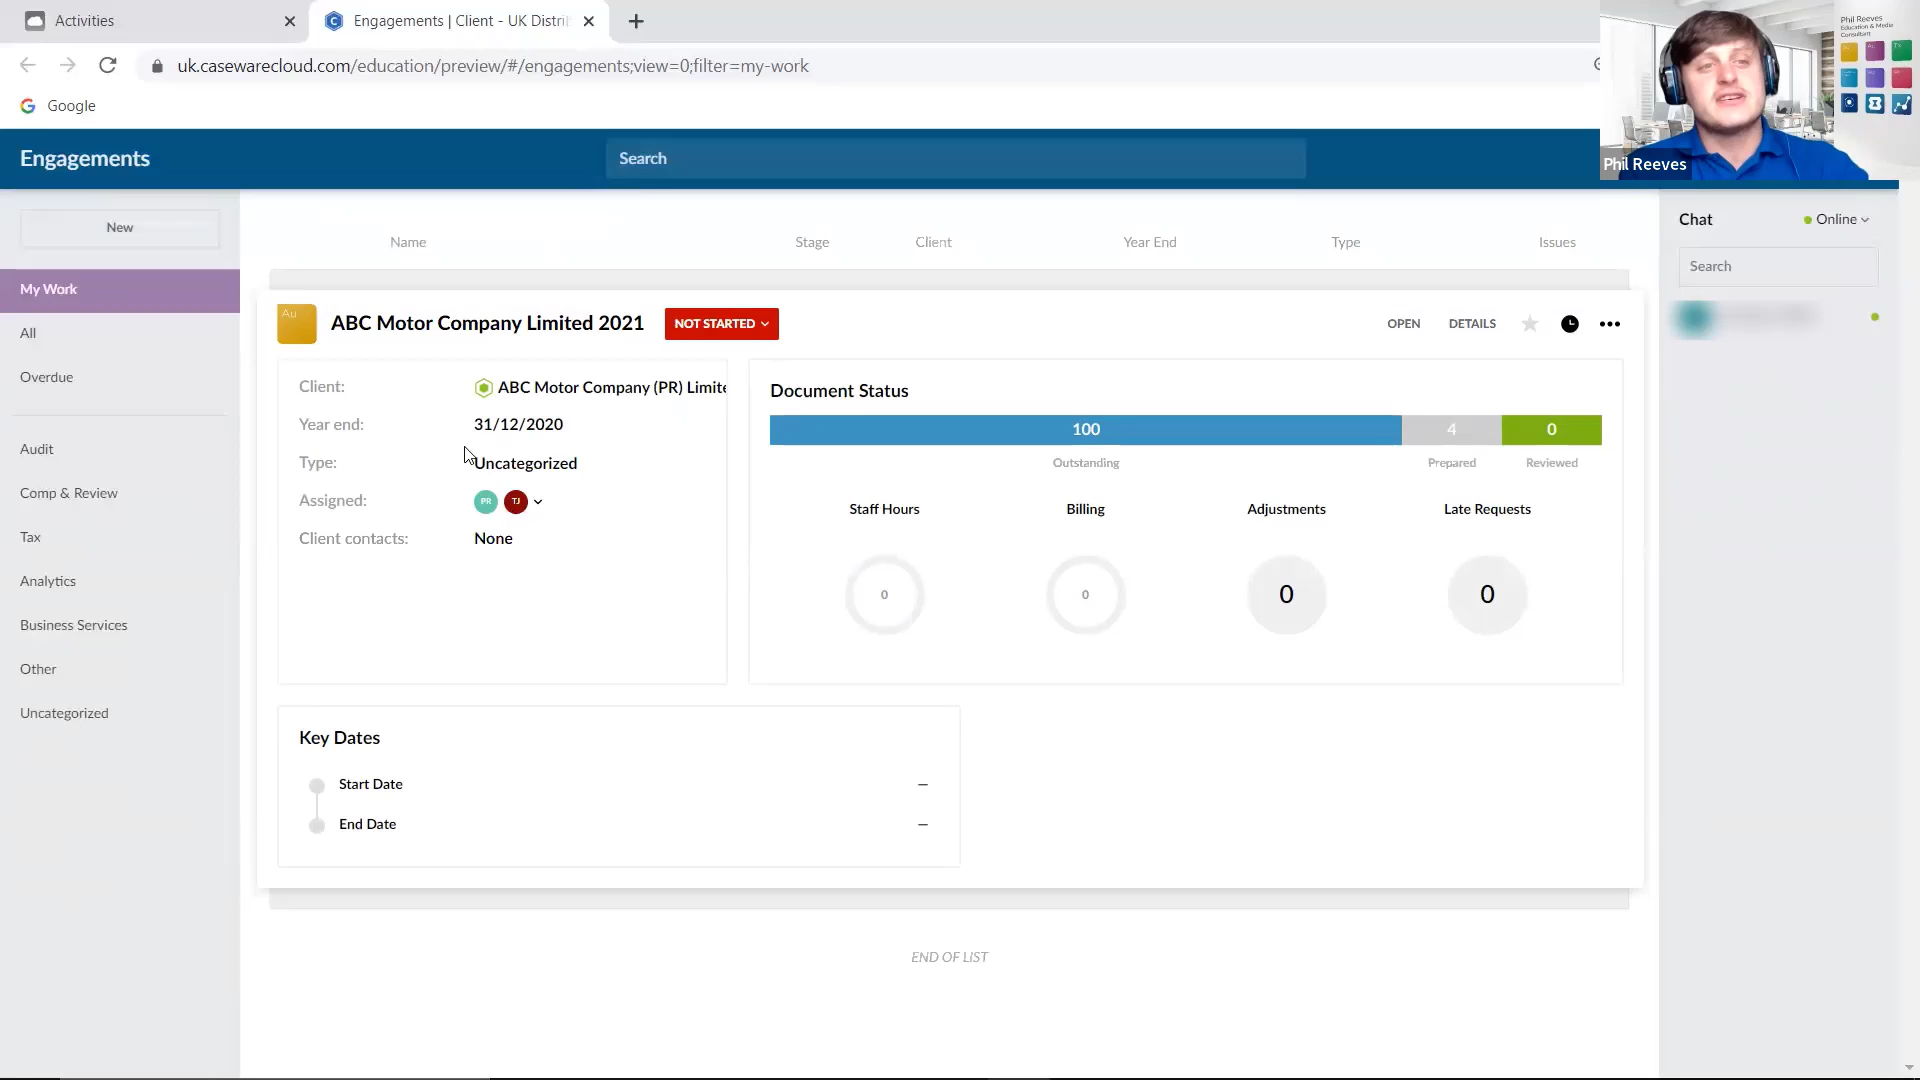 Activities
Engagements | Client - UK Distri
uk.casewarecloud.com/education/preview/#/engagements;view=0;filter=my-work
Google
Phil Reeves
Education & Media
Consultant
Phil Reeves
Engagements
Search
New
My Work
All
Overdue
Audit
Comp & Review
Tax
Analytics
Business Services
Other
Uncategorized
Name
Stage
Client
Year End
Type
Issues
Au
ABC Motor Company Limited 2021
NOT STARTED
OPEN
DETAILS
Client:
ABC Motor Company (PR) Limite
Year end:
31/12/2020
Type:
Uncategorized
Assigned:
PR
TJ
Client contacts:
None
Document Status
100
4
0
Outstanding
Prepared
Reviewed
Staff Hours
Billing
Adjustments
Late Requests
0
0
0
0
Key Dates
Start Date
–
End Date
–
END OF LIST
Chat
Online
Search